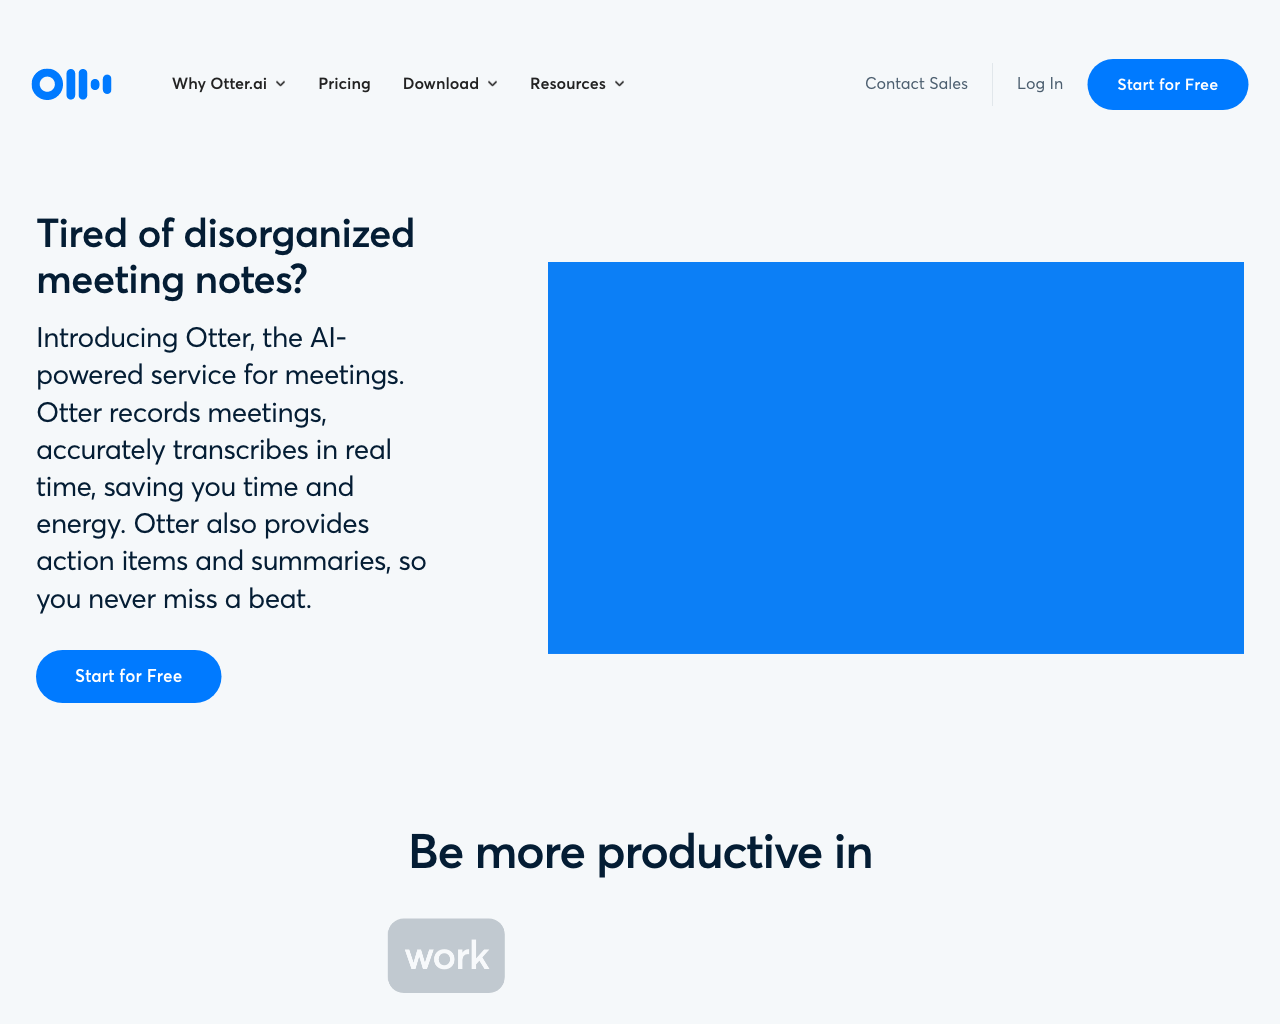 Why Otter.ai Pricing Download Resources Contact Sales Log In Start for Free
Tired of disorganized
meeting notes?
Introducing Otter, the AI-
powered service for meetings.
Otter records meetings,
accurately transcribes in real
time, saving you time and
energy. Otter also provides
action items and summaries, so
you never miss a beat.
Start for Free
Be more productive in
work